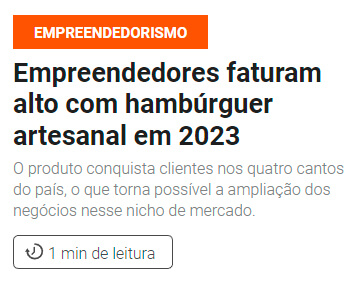 EMPREENDEDORISMO
Empreendedores faturam
alto com hambúrguer
artesanal em 2023
O produto conquista clientes nos quatro cantos
do país, o que torna possível a ampliação dos
negócios nesse nicho de mercado.
1 min de leitura